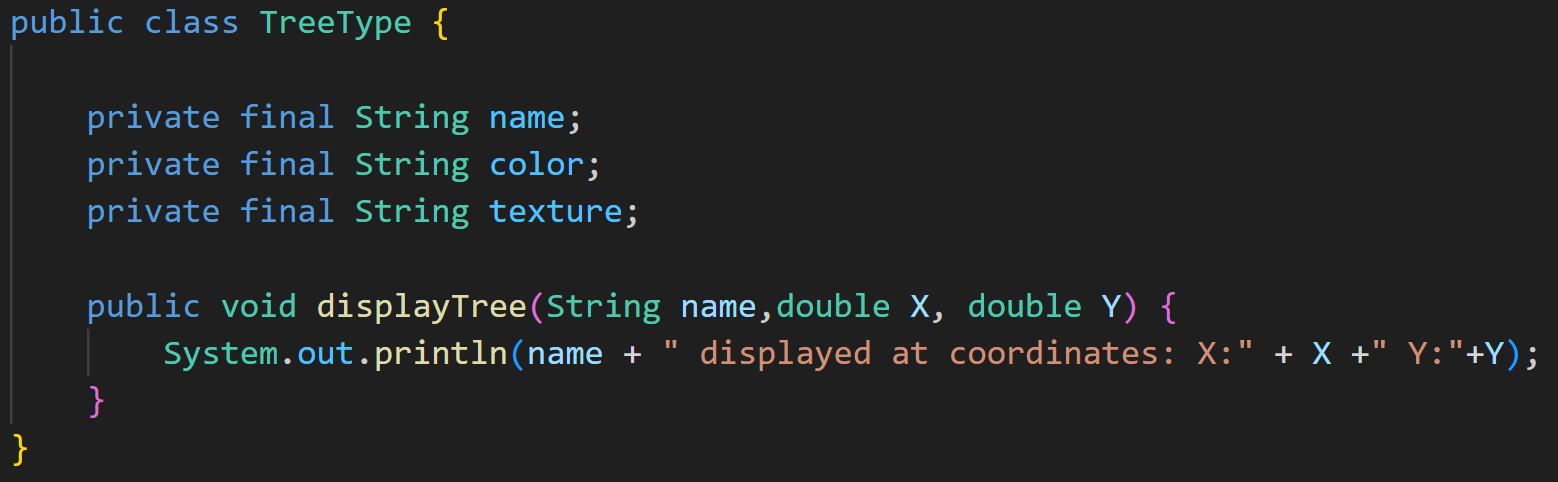 public class TreeType {
private final String name;
private final String color;
private final String texture;
public void displayTree(String name,double X, double Y) {
System.out.println(name + " displayed at coordinates: X:" + X +" Y:"+Y);
}
}